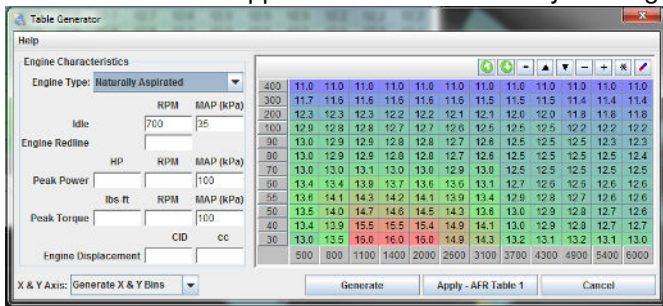 Table Generator
Help
Engine Characteristics
Engine Type: Naturally Aspirated
RPM MAP (kPa)
Idle 700 35
Engine Redline
HP RPM MAP (kPa)
Peak Power 100
lbs-ft RPM MAP (kPa)
Peak Torque 100
CID cc
Engine Displacement
400 11.0 11.0 11.0 11.0 11.0 11.0 11.0 11.0 11.0 11.0 11.0 11.0
300 11.7 11.6 11.6 11.6 11.6 11.6 11.5 11.5 11.5 11.4 11.4 11.4
200 12.3 12.3 12.3 12.2 12.2 12.1 12.1 12.0 12.0 11.8 11.8 11.8
100 12.9 12.8 12.8 12.7 12.7 12.6 12.5 12.5 12.5 12.2 12.2 12.2
90 13.0 12.9 12.9 12.8 12.8 12.7 12.6 12.5 12.5 12.5 12.3 12.3
80 13.0 12.9 12.9 12.8 12.8 12.7 12.6 12.5 12.5 12.5 12.5 12.4
70 13.0 13.0 13.1 13.0 13.0 12.9 13.0 12.5 12.5 12.5 12.5 12.5
60 13.4 13.4 13.9 13.7 13.6 13.6 13.1 12.7 12.6 12.6 12.6 12.6
55 13.6 14.1 14.3 14.2 14.1 13.9 13.4 12.9 12.8 12.7 12.6 12.6
50 13.5 14.0 14.7 14.6 14.5 14.3 13.6 13.0 12.9 12.8 12.7 12.6
40 13.4 13.9 15.5 15.5 15.4 14.9 14.1 13.0 12.9 12.8 12.7 12.7
30 13.0 13.5 16.0 16.0 16.0 14.9 14.3 13.2 13.1 13.2 13.1 13.0
500 800 1100 1400 2000 2600 3100 3700 4300 4900 5400 6000
X & Y Axis: Generate X & Y Bins
Generate
Apply - AFR Table 1
Cancel